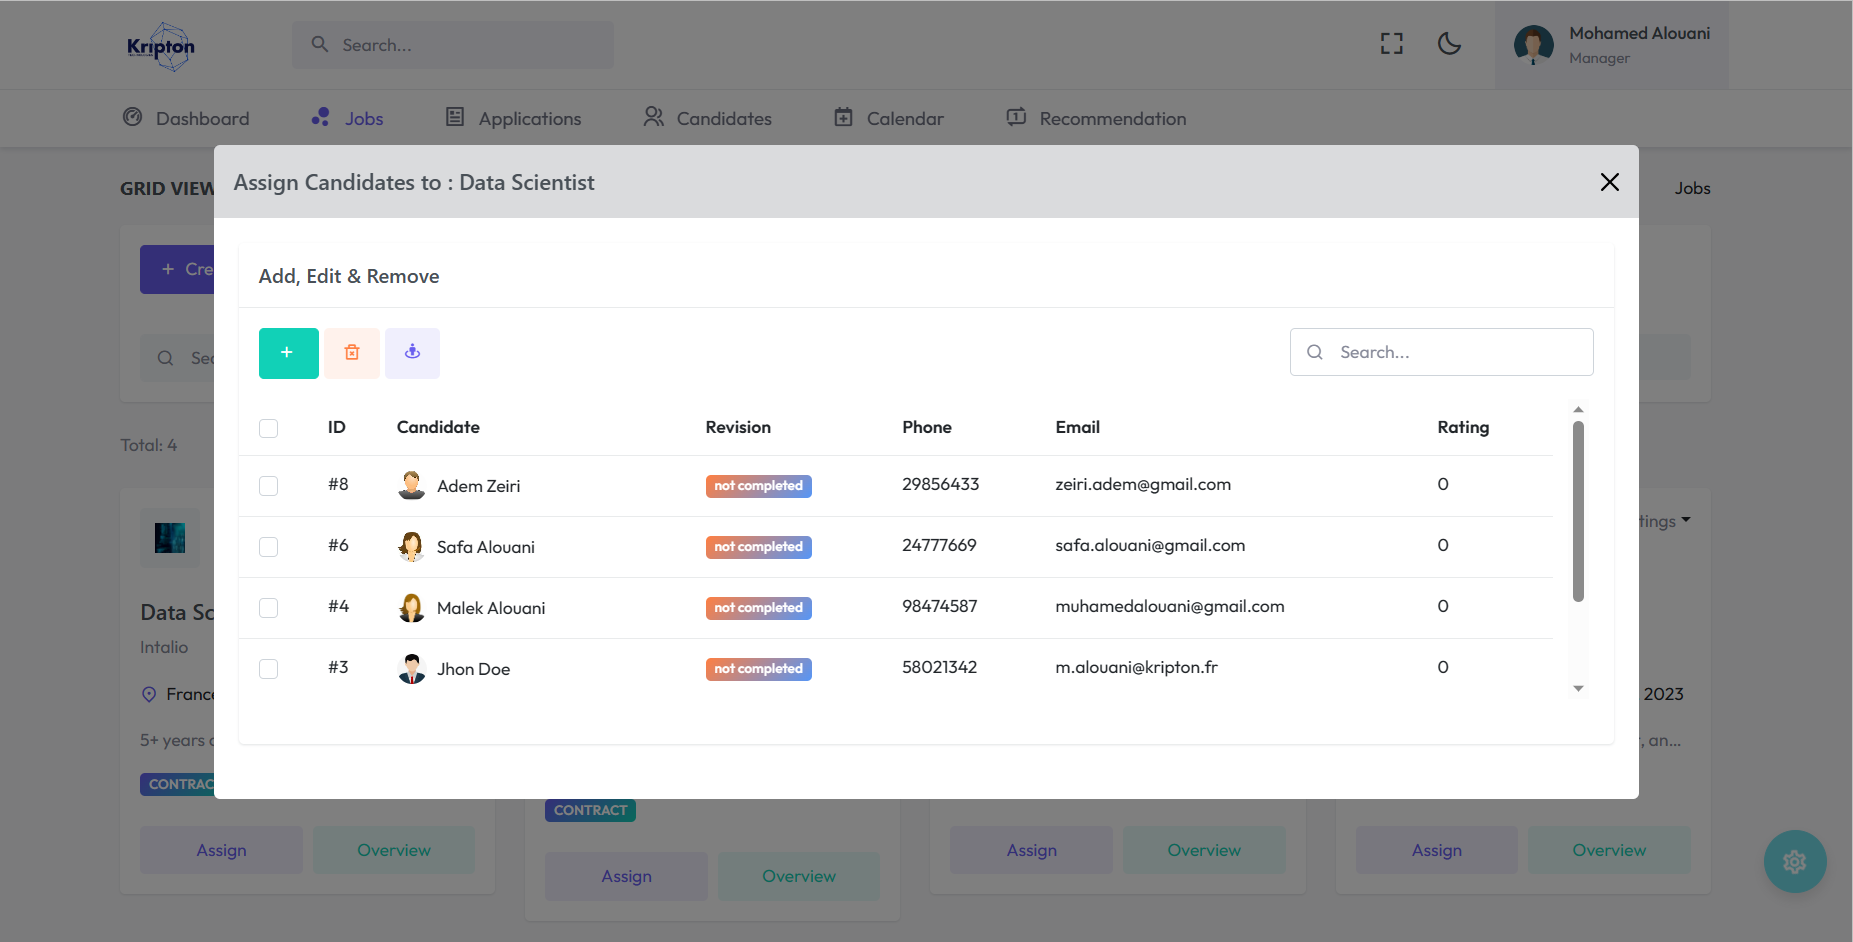 Kripton
Search...
Mohamed Alouani
Manager
Dashboard
Jobs
Applications
Candidates
Calendar
Recommendation
GRID VIEW
Jobs
Assign Candidates to : Data Scientist
+ Cre
Sea
Total: 4
Add, Edit & Remove
+
Search...
ID Candidate Revision Phone Email Rating
#8 Adem Zeiri not completed 29856433 zeiri.adem@gmail.com 0
#6 Safa Alouani not completed 24777669 safa.alouani@gmail.com 0
#4 Malek Alouani not completed 98474587 muhamedalouani@gmail.com 0
#3 Jhon Doe not completed 58021342 m.alouani@kripton.fr 0
tings
Data Sc
Intalio
France
2023
5+ years
, an...
CONTRAC
CONTRACT
Assign Overview
Assign Overview
Assign Overview
Assign Overview